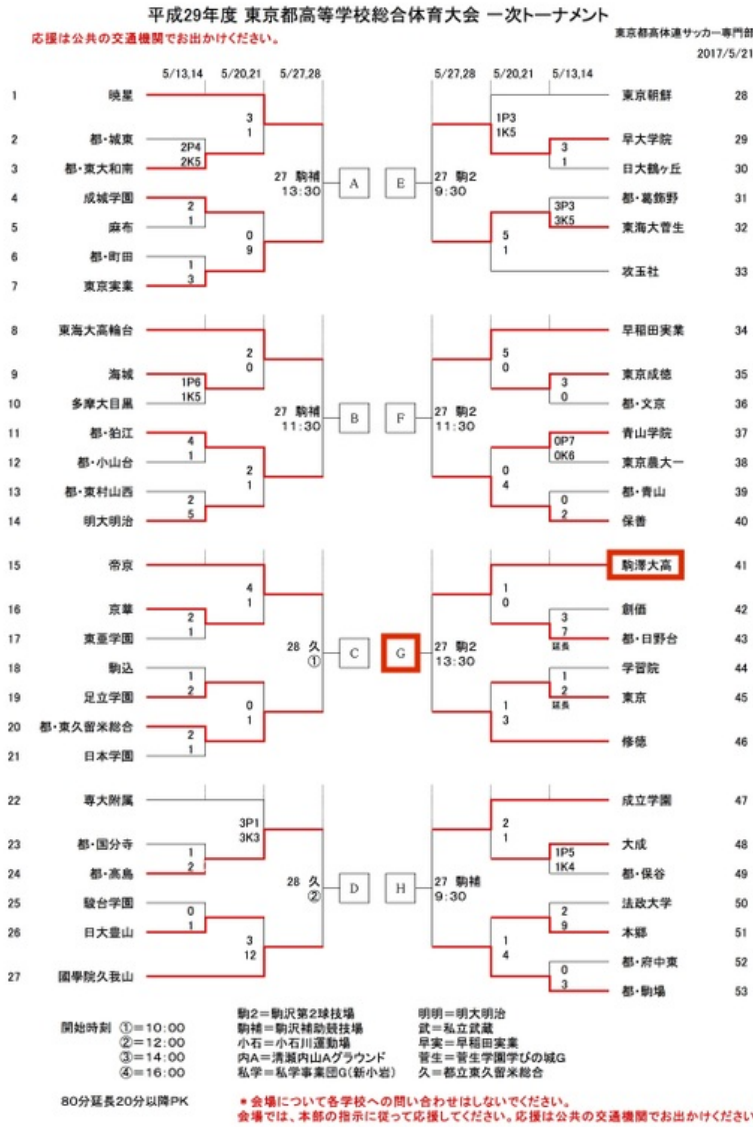 平成29年度 東京都高等学校総合体育大会 一次トーナメント
応援は公共の交通機関でお出かけください。
東京都高体連サッカー専門部
2017/5/21
5/13,14 5/20,21 5/27,28
5/27,28 5/20,21 5/13,14
1 暁星
2 都・城東
3 都・東大和南
4 成城学園
5 麻布
6 都・町田
7 東京実業
3
1
2P4
2K5
2
1
0
9
1
3
27 駒補
13:30
A
8 東海大高輪台
9 海城
10 多摩大目黒
11 都・狛江
12 都・小山台
13 都・東村山西
14 明大明治
2
0
1P6
1K5
4
1
2
1
2
5
27 駒補
11:30
B
15 帝京
16 京華
17 東亜学園
18 駒込
19 足立学園
20 都・東久留米総合
21 日本学園
4
1
2
1
1
2
0
1
2
1
28 久
①
C
22 専大附属
23 都・国分寺
24 都・高島
25 駿台学園
26 日大豊山
27 國學院久我山
3P1
3K3
1
2
0
1
3
12
28 久
②
D
東京朝鮮 28
早大学院 29
日大鶴ヶ丘 30
都・葛飾野 31
東海大菅生 32
攻玉社 33
1P3
1K5
3
1
3P3
3K5
5
1
E
27 駒2
9:30
早稲田実業 34
東京成徳 35
都・文京 36
青山学院 37
東京農大一 38
都・青山 39
保善 40
5
0
3
0
0P7
0K6
0
4
0
2
F
27 駒2
11:30
駒澤大高 41
創価 42
都・日野台 43
学習院 44
東京 45
修徳 46
1
0
3
7
延長
1
2
延長
1
3
G
27 駒2
13:30
成立学園 47
大成 48
都・保谷 49
法政大学 50
本郷 51
都・府中東 52
都・駒場 53
2
1
1P5
1K4
2
9
1
4
0
3
H
27 駒補
9:30
開始時刻 ①=10:00
②=12:00
③=14:00
④=16:00
駒2=駒沢第2球技場
駒補=駒沢補助競技場
小石=小石川運動場
内A=清瀬内山Aグラウンド
私学=私学事業団G(新小岩)
明明=明大明治
武=私立武蔵
早実=早稲田実業
菅生=菅生学園学びの城G
久=都立東久留米総合
80分延長20分以降PK
*会場について各学校への問い合わせはしないでください。
会場では、本部の指示に従って応援してください。応援は公共の交通機関でお出かけください